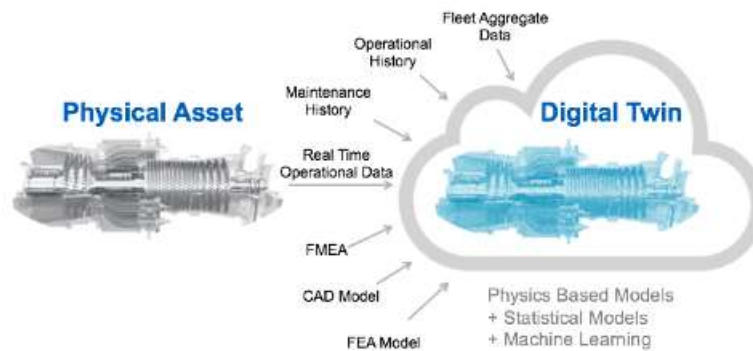 Fleet Aggregate
Data
Operational
History
Maintenance
History
Physical Asset
Digital Twin
Real Time
Operational Data
FMEA
CAD Model
FEA Model
Physics Based Models
+ Statistical Models
+ Machine Learning